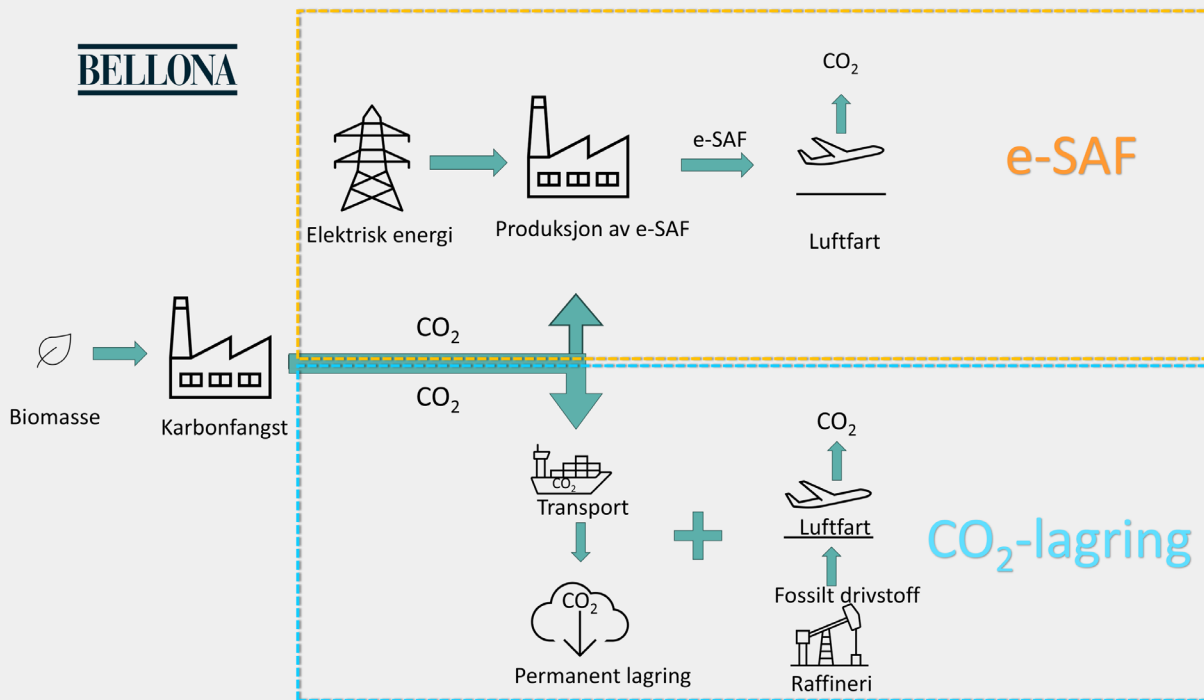 BELLONA
CO₂
e-SAF
e-SAF
Elektrisk energi
Produksjon av e-SAF
Luftfart
CO₂
Biomasse
Karbonfangst
CO₂
CO₂
CO₂
Transport
Luftfart
CO₂-lagring
Fossilt drivstoff
CO₂
Permanent lagring
Raffineri